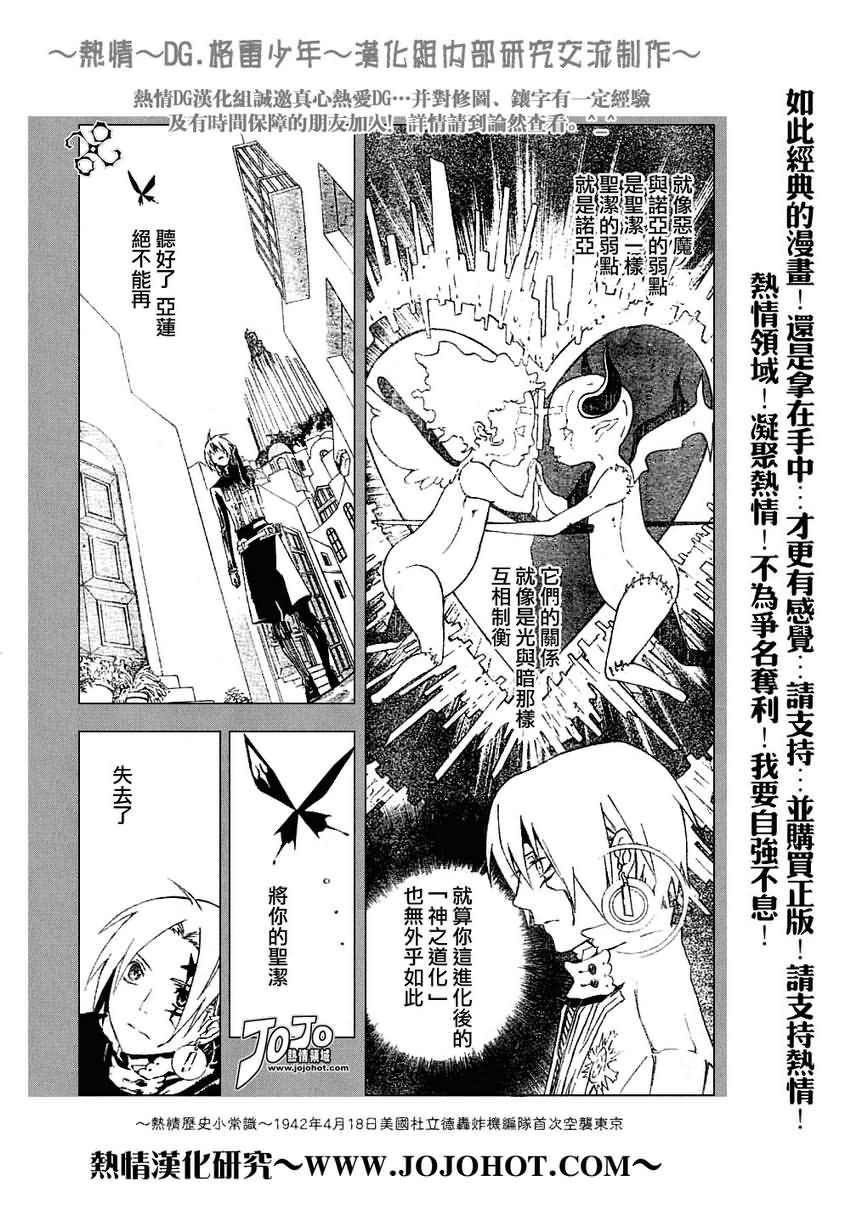 ～熱情～DG.格雷少年～漢化組內部研究交流制作～
熱情DG漢化組誠邀真心熱愛DG…并對修圖、鑲字有一定經驗
及有時間保障的朋友加入! 詳情請到論然查看。^_^
如此經典的漫畫！還是拿在手中…才更有感覺…請支持…並購買正版！請支持熱情！
熱情領域！凝聚熱情！不為爭名奪利！我要自強不息！
就像惡魔
與諾亞的弱點
是聖潔一樣
聖潔的弱點
就是諾亞
它們的關係
就像是光與暗那樣
互相制衡
就算你這進化後的
「神之道化」
也無外乎如此
聽好了 亞蓮
絕不能再
將你的聖潔
失去了
JOJO
熱情領域
www.jojohot.com
～熱情歷史小常識～1942年4月18日美國杜立德轟炸機編隊首次空襲東京
熱情漢化研究～WWW.JOJOHOT.COM～